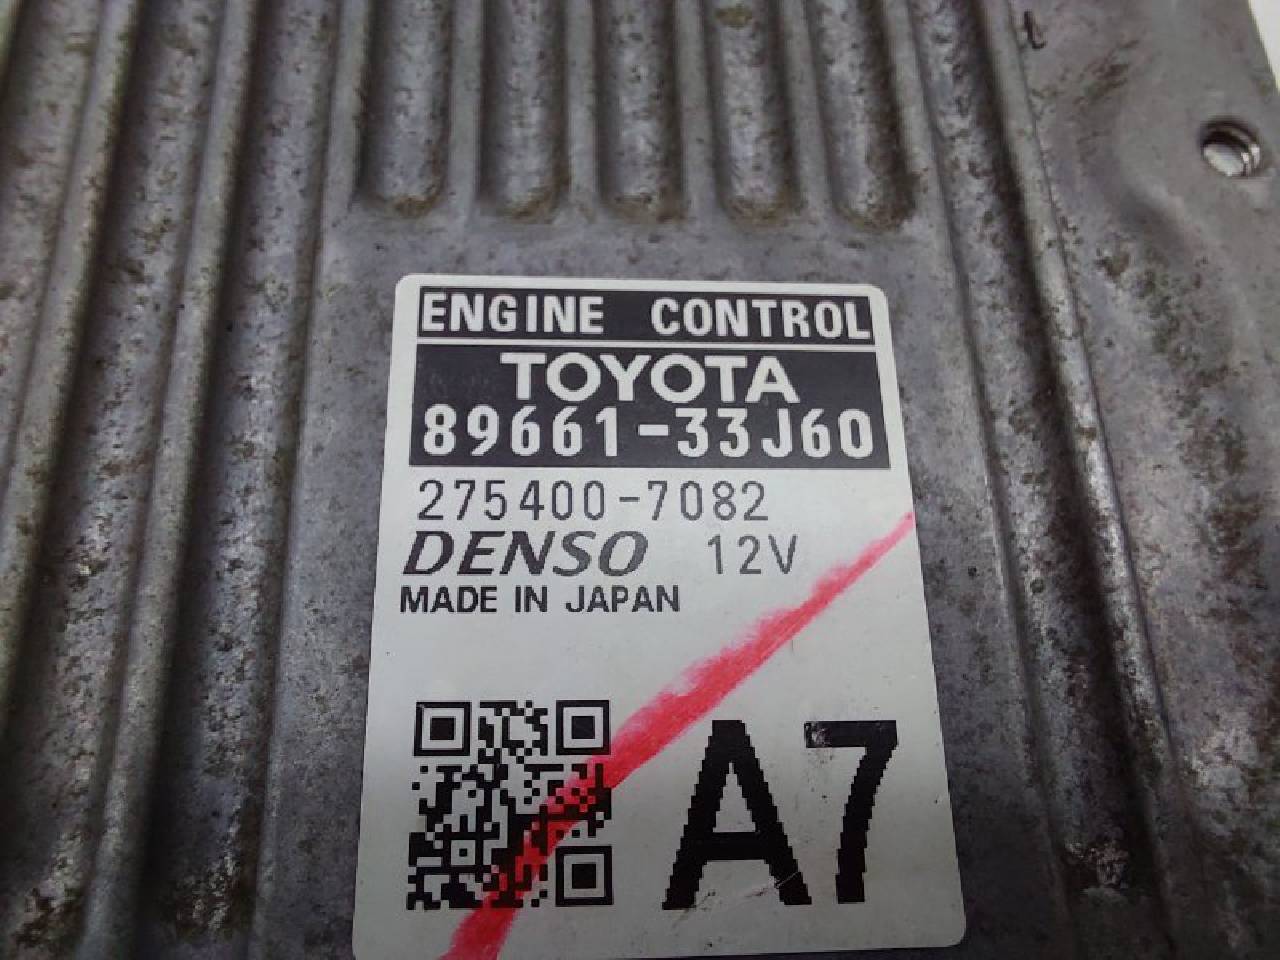 ENGINE CONTROL
TOYOTA
89661-33J60
275400-7082
DENSO 12V
MADE IN JAPAN
A7